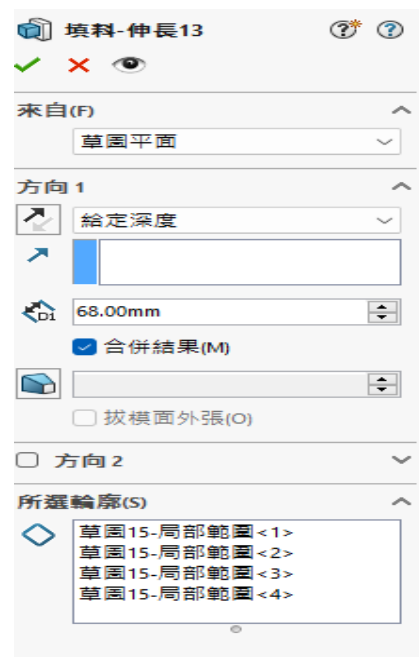 填料-伸長13
來自(F)
草圖平面
方向 1
給定深度
D1
68.00mm
合併結果(M)
拔模面外張(O)
方向 2
所選輪廓(S)
草圖15-局部範圍<1>
草圖15-局部範圍<2>
草圖15-局部範圍<3>
草圖15-局部範圍<4>